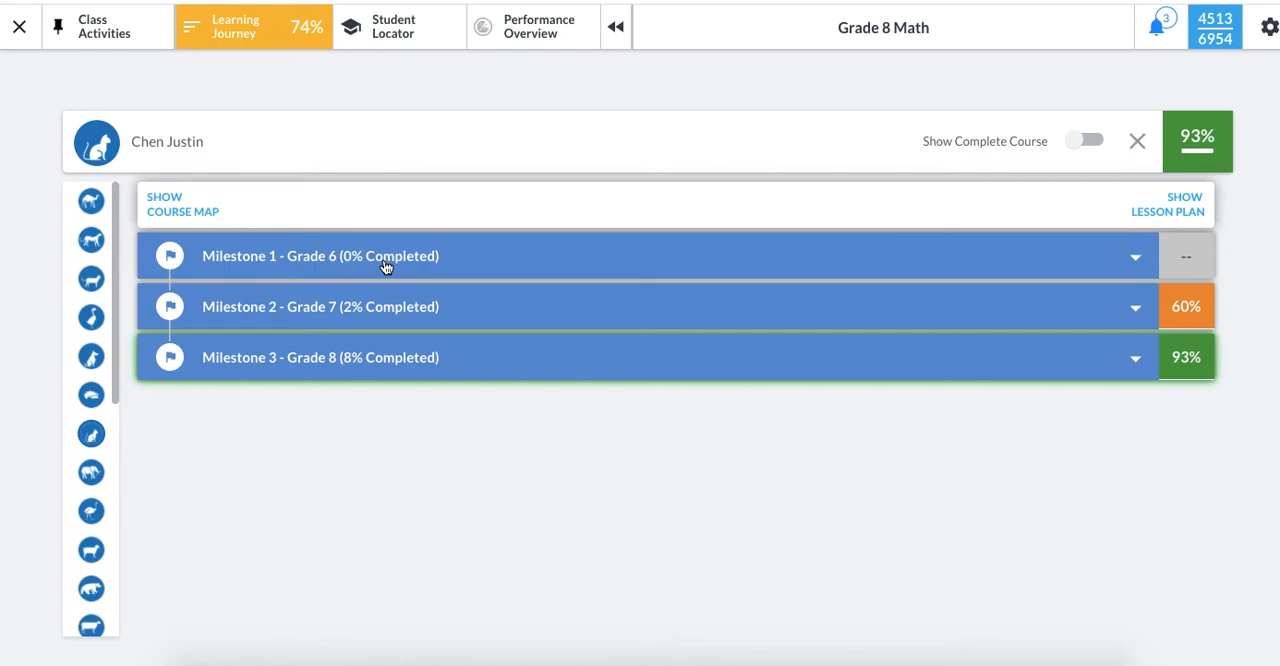 Class
Activities
Learning
Journey
74%
Student
Locator
Performance
Overview
Grade 8 Math
3
4513
6954
Chen Justin
Show Complete Course
93%
SHOW
COURSE MAP
SHOW
LESSON PLAN
Milestone 1 - Grade 6 (0% Completed)
--
Milestone 2 - Grade 7 (2% Completed)
60%
Milestone 3 - Grade 8 (8% Completed)
93%